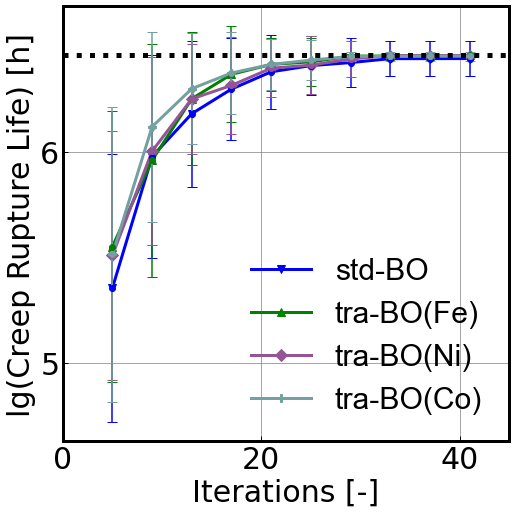 lg(Creep Rupture Life) [h]
6
5
std-BO
tra-BO(Fe)
tra-BO(Ni)
tra-BO(Co)
0
20
40
Iterations [-]